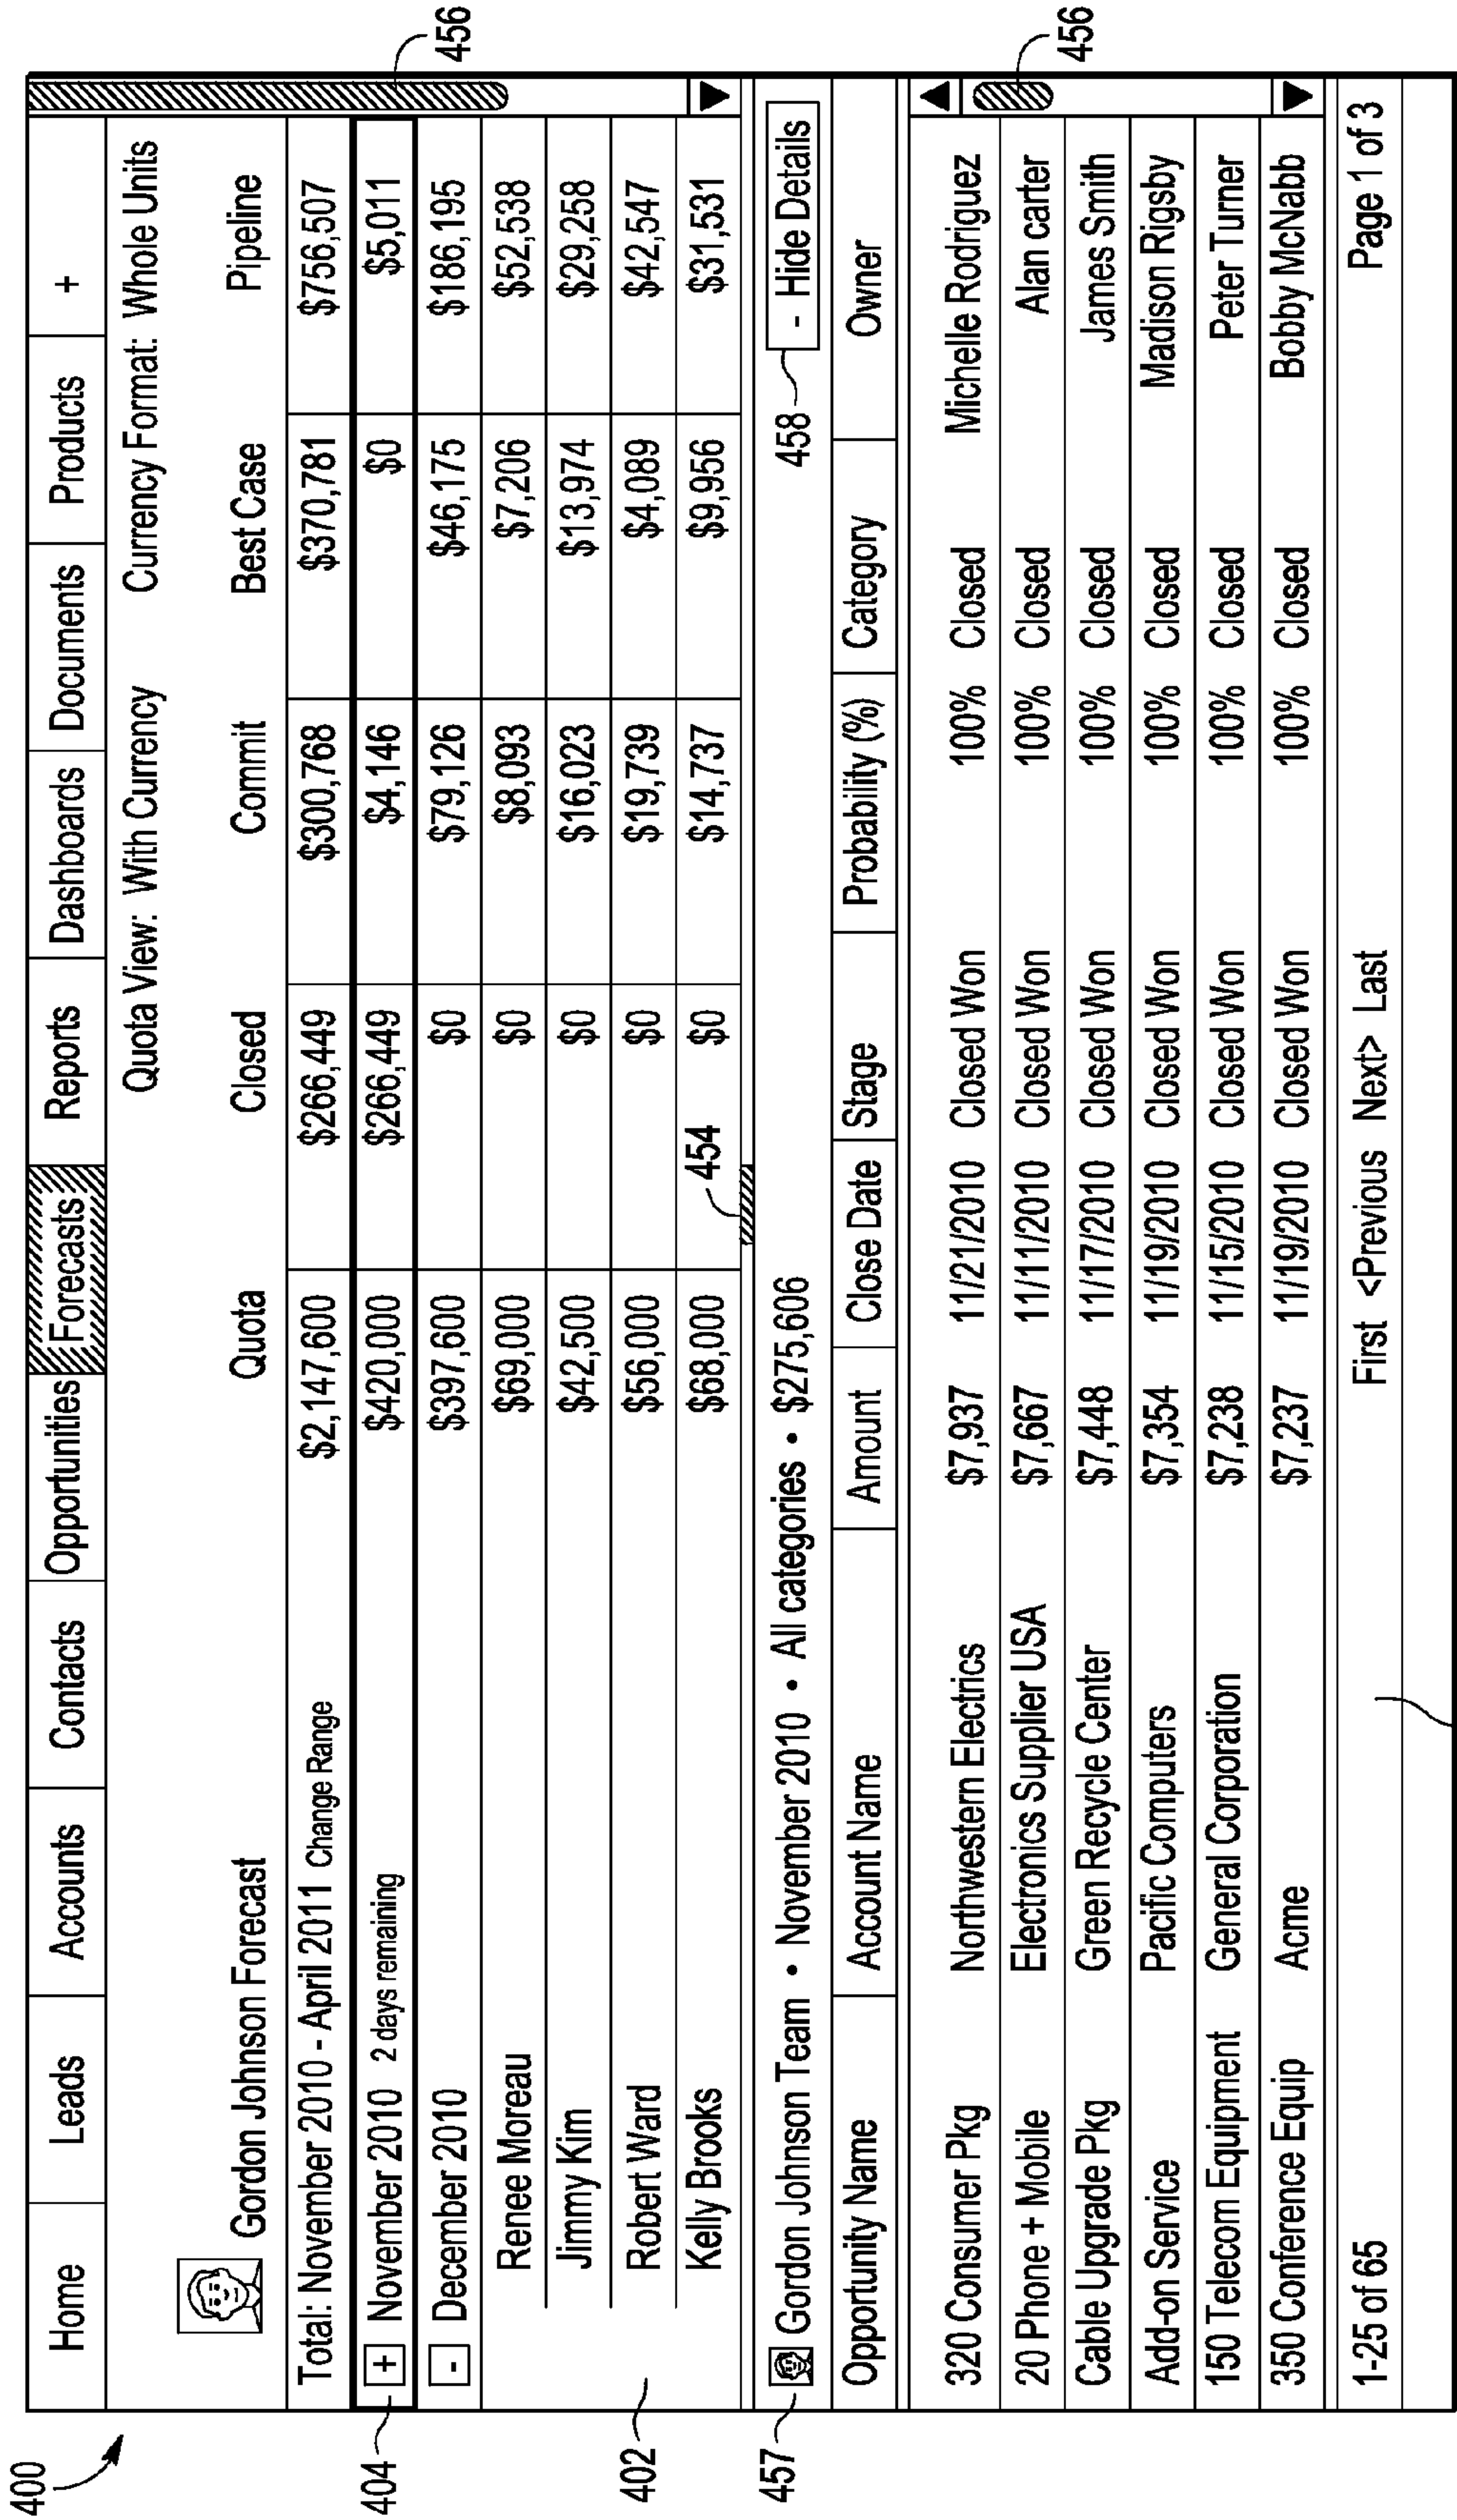 400
Home Leads Accounts Contacts Opportunities Forecasts Reports Dashboards Documents Products +
Quota View: With Currency Currency Format: Whole Units
Gordon Johnson Forecast Quota Closed Commit Best Case Pipeline
Total: November 2010 - April 2011 Change Range $2,147,600 $266,449 $300,768 $370,781 $756,507
404 + November 2010 2 days remaining $420,000 $266,449 $4,146 $0 $5,011
- December 2010 $397,600 $0 $79,126 $46,175 $186,195
Renee Moreau $69,000 $0 $8,093 $7,206 $52,538
Jimmy Kim $42,500 $0 $16,023 $13,974 $29,258
402 Robert Ward $56,000 $0 $19,739 $4,089 $42,547
Kelly Brooks $68,000 $0 $14,737 $9,956 $31,531
454
456
457 Gordon Johnson Team • November 2010 • All categories • $275,606 458 - Hide Details
Opportunity Name Account Name Amount Close Date Stage Probability (%) Category Owner
320 Consumer Pkg Northwestern Electrics $7,937 11/21/2010 Closed Won 100% Closed Michelle Rodriguez
20 Phone + Mobile Electronics Supplier USA $7,667 11/11/2010 Closed Won 100% Closed Alan carter
456
Cable Upgrade Pkg Green Recycle Center $7,448 11/17/2010 Closed Won 100% Closed James Smith
Add-on Service Pacific Computers $7,354 11/19/2010 Closed Won 100% Closed Madison Rigsby
150 Telecom Equipment General Corporation $7,238 11/15/2010 Closed Won 100% Closed Peter Turner
350 Conference Equip Acme $7,237 11/19/2010 Closed Won 100% Closed Bobby McNabb
1-25 of 65 First <Previous Next> Last Page 1 of 3